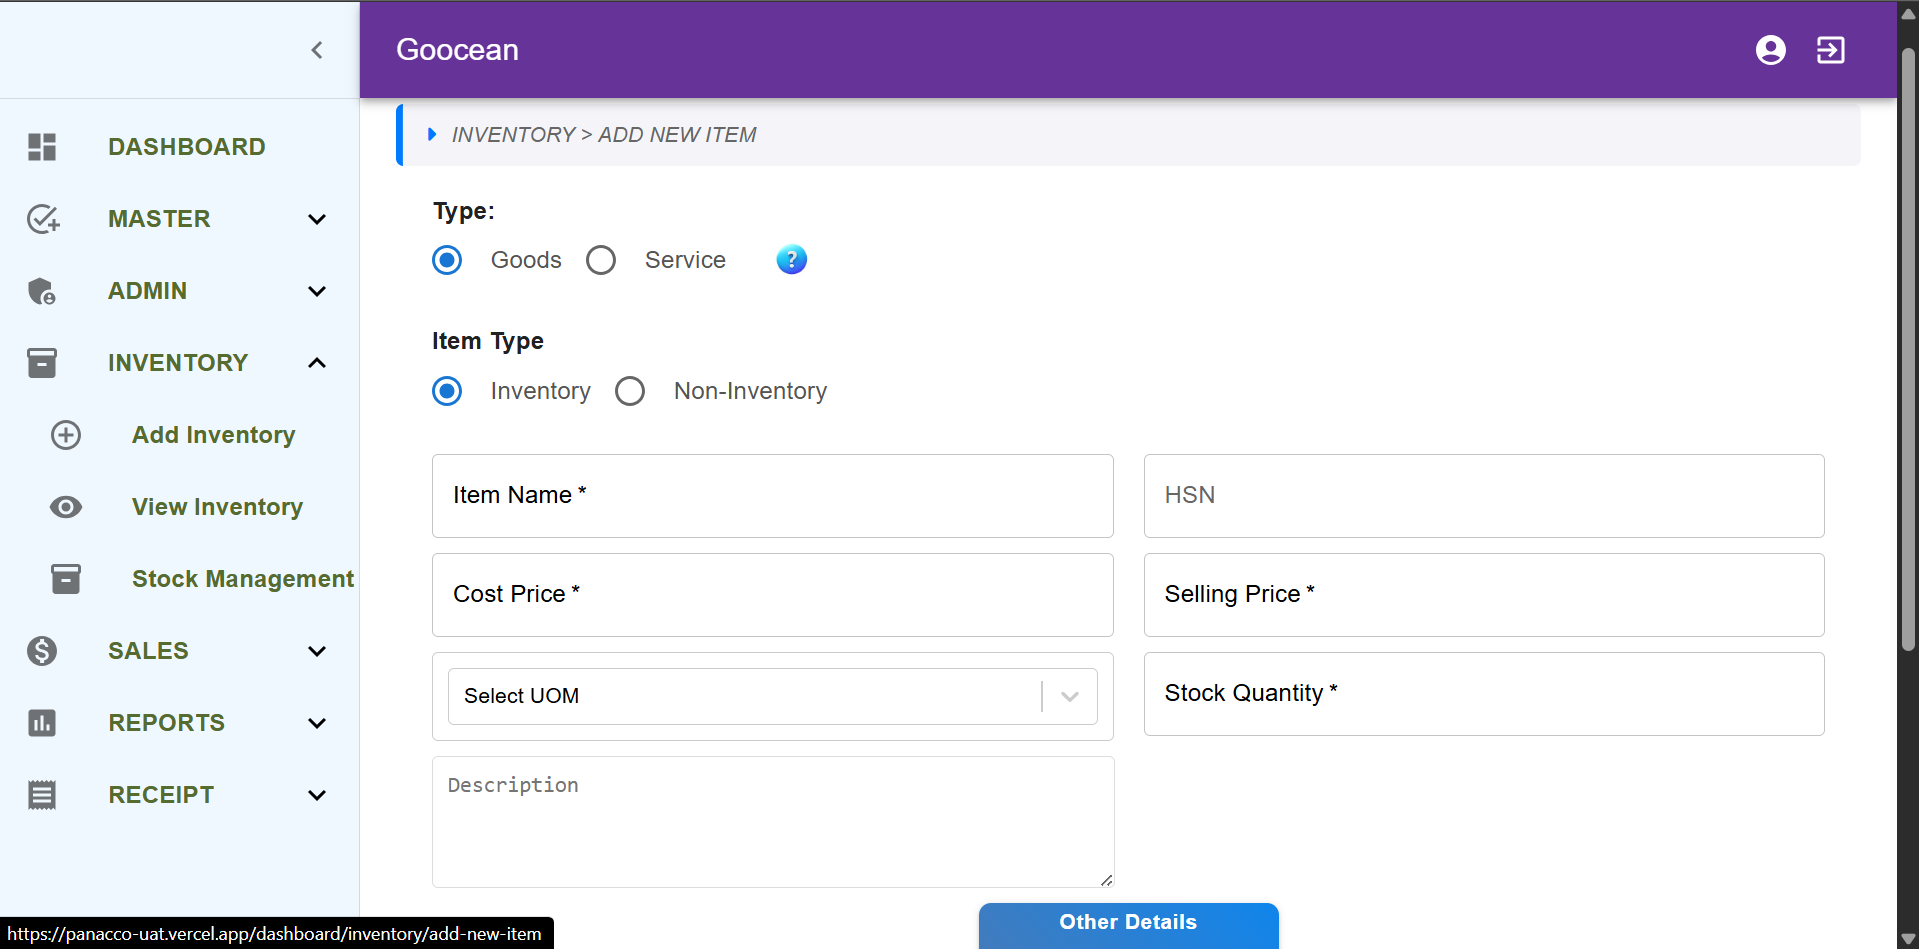 Goocean
DASHBOARD
MASTER
ADMIN
INVENTORY
Add Inventory
View Inventory
Stock Management
SALES
REPORTS
RECEIPT
INVENTORY > ADD NEW ITEM
Type:
Goods Service ?
Item Type
Inventory Non-Inventory
Item Name * HSN
Cost Price * Selling Price *
Select UOM Stock Quantity *
Description
Other Details
https://panacco-uat.vercel.app/dashboard/inventory/add-new-item